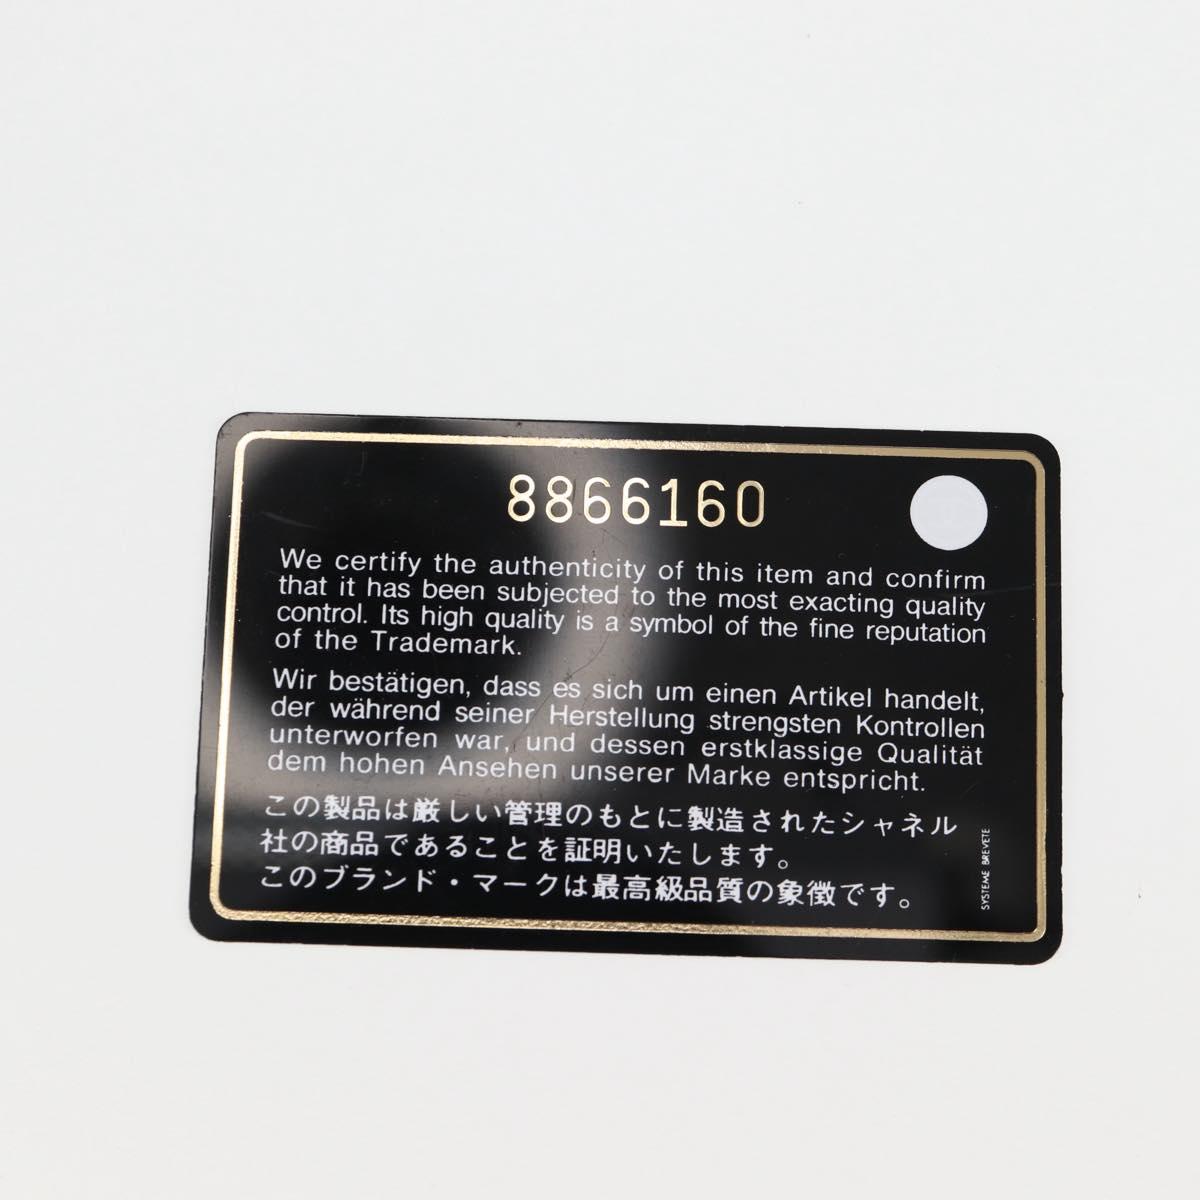 8866160
We certify the authenticity of this item and confirm
that it has been subjected to the most exacting quality
control. Its high quality is a symbol of the fine reputation
of the Trademark.
Wir bestätigen, dass es sich um einen Artikel handelt,
der während seiner Herstellung strengsten Kontrollen
unterworfen war, und dessen erstklassige Qualität
dem hohen Ansehen unserer Marke entspricht.
この製品は厳しい管理のもとに製造されたシャネル
社の商品であることを証明いたします。
このブランド・マークは最高級品質の象徴です。
SYSTEME BREVETE